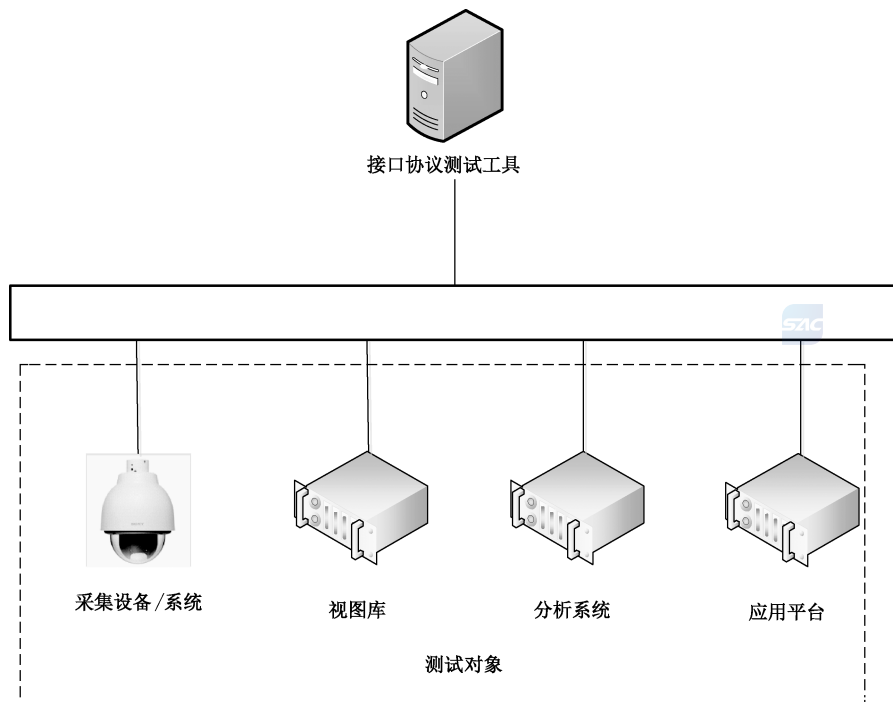 接口协议测试工具
SAC
采集设备/系统
视图库
分析系统
应用平台
测试对象